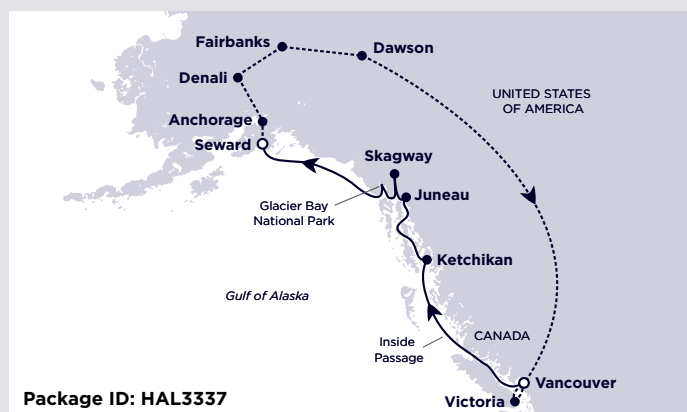 Fairbanks
Dawson
Denali
UNITED STATES
OF AMERICA
Anchorage
Seward
Skagway
Juneau
Glacier Bay
National Park
Ketchikan
Gulf of Alaska
CANADA
Inside
Passage
Vancouver
Package ID: HAL3337
Victoria